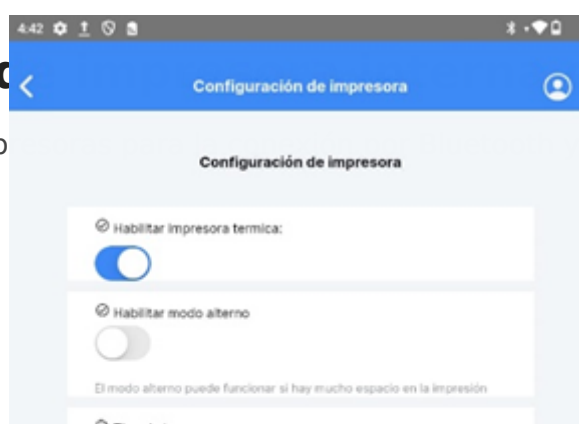 4:42
Configuración de impresora
Configuración de impresora
Habilitar impresora termica:
Habilitar modo alterno
El modo alterno puede funcionar si hay mucho espacio en la impresión